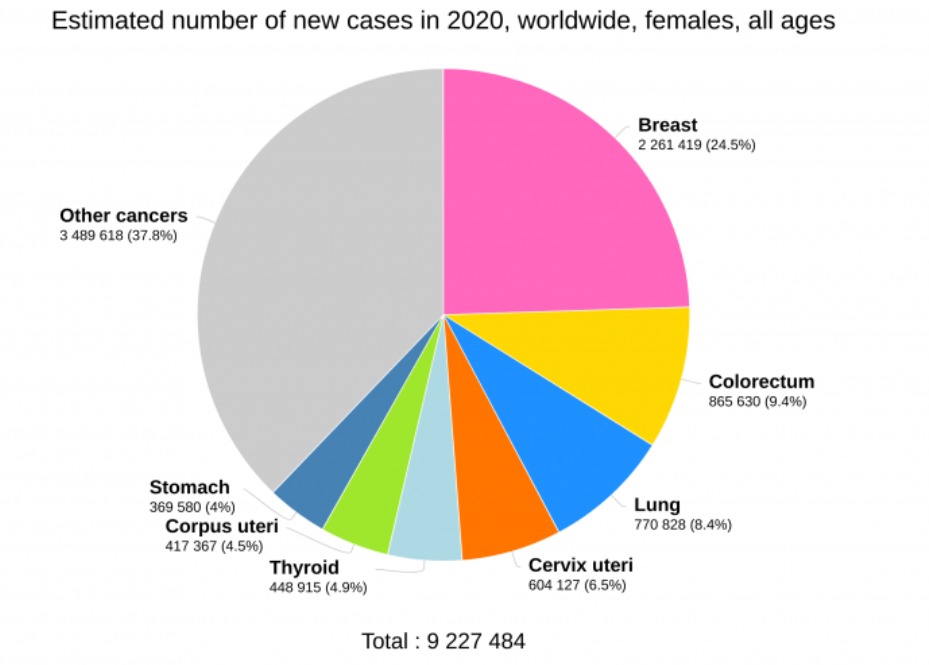 Estimated number of new cases in 2020, worldwide, females, all ages
Breast
2 261 419 (24.5%)
Other cancers
3 489 618 (37.8%)
Colorectum
865 630 (9.4%)
Stomach
369 580 (4%)
Lung
770 828 (8.4%)
Corpus uteri
417 367 (4.5%)
Thyroid
448 915 (4.9%)
Cervix uteri
604 127 (6.5%)
Total : 9 227 484